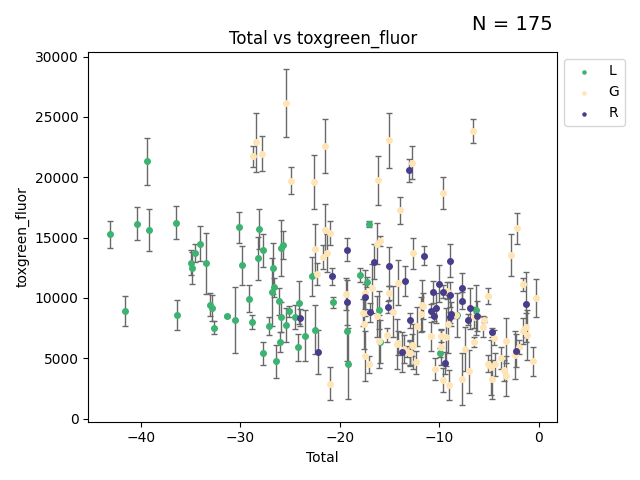 N = 175
Total vs toxgreen_fluor
30000
25000
20000
15000
10000
5000
0
toxgreen_fluor
−40 −30 −20 −10 0
Total
L
G
R